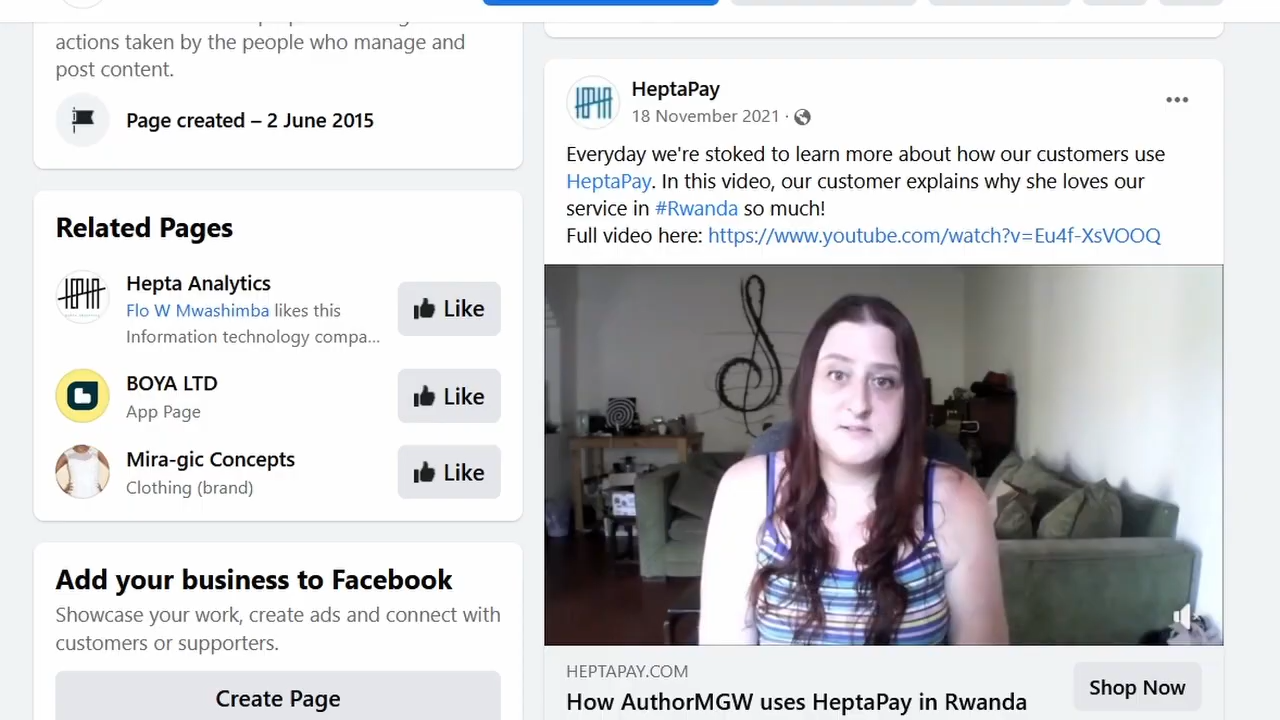 actions taken by the people who manage and
post content.
Page created – 2 June 2015
Related Pages
Hepta Analytics
Flo W Mwashimba likes this
Information technology compa...
Like
BOYA LTD
App Page
Like
Mira-gic Concepts
Clothing (brand)
Like
Add your business to Facebook
Showcase your work, create ads and connect with
customers or supporters.
Create Page
HeptaPay
18 November 2021 ·
Everyday we're stoked to learn more about how our customers use
HeptaPay. In this video, our customer explains why she loves our
service in #Rwanda so much!
Full video here: https://www.youtube.com/watch?v=Eu4f-XsVOOQ
HEPTAPAY.COM
How AuthorMGW uses HeptaPay in Rwanda
Shop Now